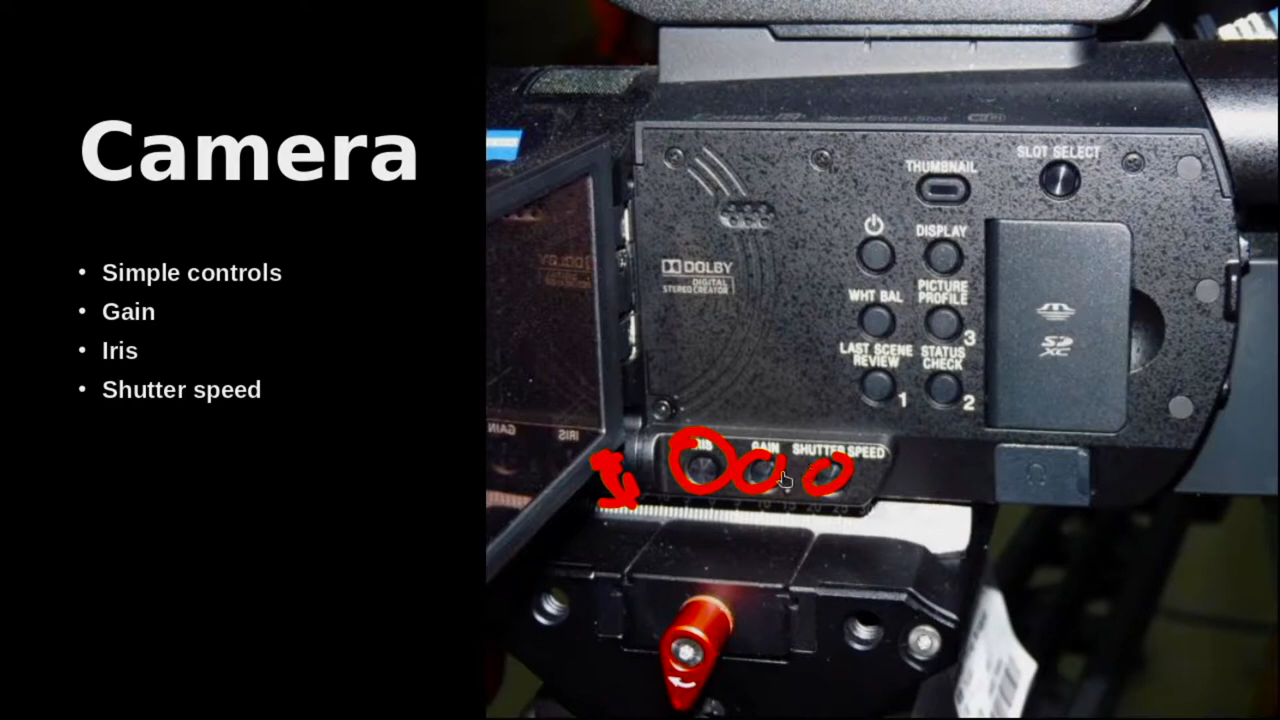 Camera
• Simple controls
• Gain
• Iris
• Shutter speed
THUMBNAIL
SLOT SELECT
DISPLAY
DOLBY
DIGITAL
STEREO CREATOR
WHT BAL
PICTURE
PROFILE
3
LAST SCENE
REVIEW
1
STATUS
CHECK
2
SD
XC
GAIN
IRIS
GAIN
SHUTTER SPEED